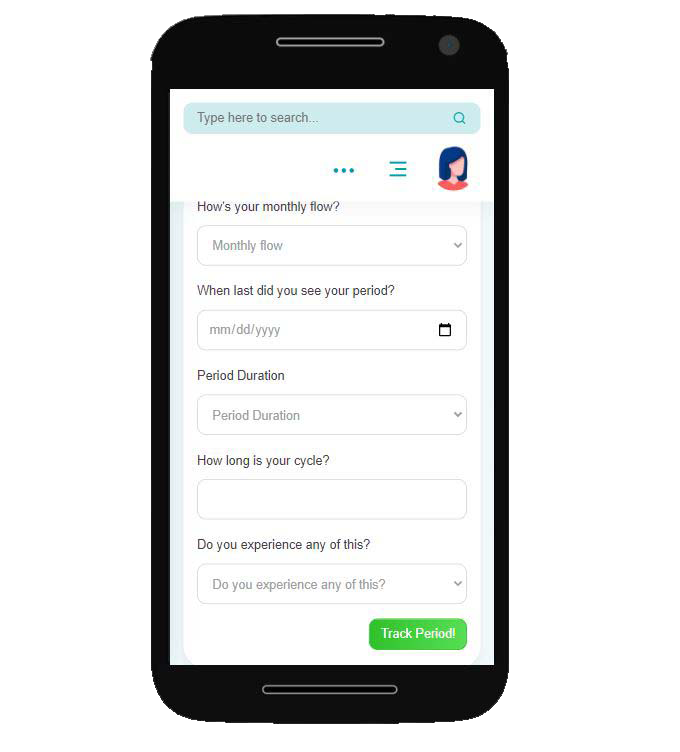 Type here to search...
How's your monthly flow?
Monthly flow
When last did you see your period?
mm/dd/yyyy
Period Duration
Period Duration
How long is your cycle?
Do you experience any of this?
Do you experience any of this?
Track Period!